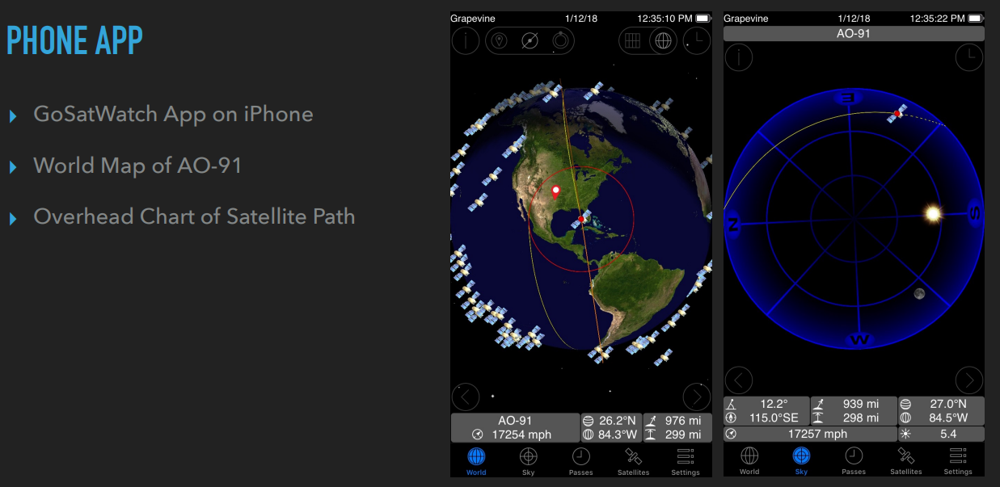 PHONE APP
GoSatWatch App on iPhone
World Map of AO-91
Overhead Chart of Satellite Path
Grapevine 1/12/18 12:35:10 PM
AO-91
17254 mph
26.2°N
84.3°W
976 mi
299 mi
World Sky Passes Satellites Settings
Grapevine 1/12/18 12:35:22 PM
AO-91
E
N
S
W
12.2° 939 mi 27.0°N
115.0°SE 298 mi 84.5°W
17257 mph 5.4
World Sky Passes Satellites Settings